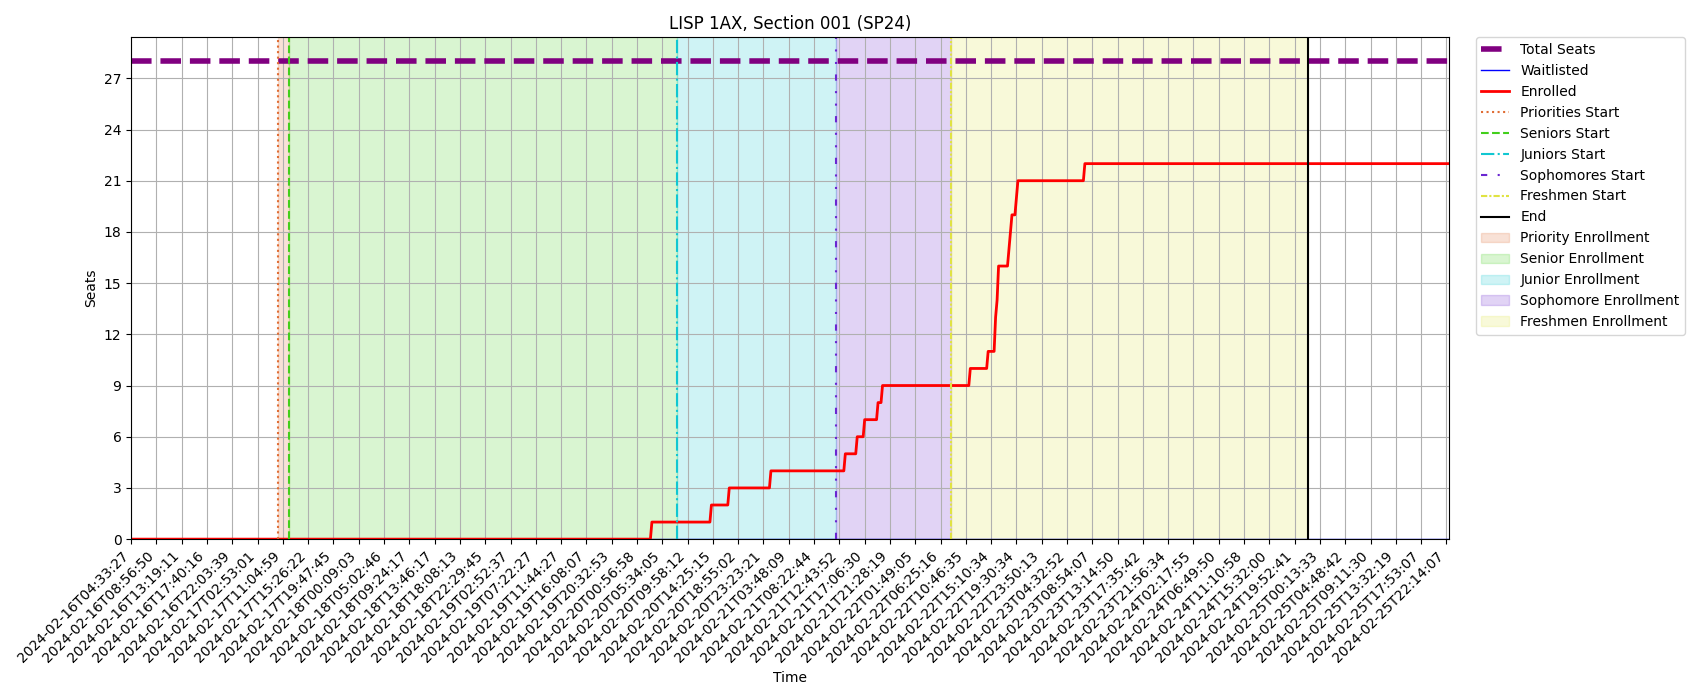 LISP 1AX, Section 001 (SP24)
Total Seats
Waitlisted
Enrolled
Priorities Start
Seniors Start
Juniors Start
Sophomores Start
Freshmen Start
End
Priority Enrollment
Senior Enrollment
Junior Enrollment
Sophomore Enrollment
Freshmen Enrollment
Seats
27
24
21
18
15
12
9
6
3
0
2024-02-16T04:33:27
2024-02-16T08:56:50
2024-02-16T13:19:11
2024-02-16T17:40:16
2024-02-16T22:03:39
2024-02-17T02:53:01
2024-02-17T11:04:59
2024-02-17T15:26:22
2024-02-17T19:47:45
2024-02-18T00:09:03
2024-02-18T05:02:46
2024-02-18T09:24:17
2024-02-18T13:46:17
2024-02-18T18:08:13
2024-02-18T22:29:45
2024-02-19T02:52:37
2024-02-19T07:22:27
2024-02-19T11:44:27
2024-02-19T16:08:07
2024-02-19T20:32:53
2024-02-20T00:56:58
2024-02-20T05:34:05
2024-02-20T09:58:12
2024-02-20T14:25:15
2024-02-20T18:55:02
2024-02-20T23:23:21
2024-02-21T03:48:09
2024-02-21T08:22:44
2024-02-21T12:43:52
2024-02-21T17:06:30
2024-02-21T21:28:19
2024-02-22T01:49:05
2024-02-22T06:25:16
2024-02-22T10:46:35
2024-02-22T15:10:34
2024-02-22T19:30:34
2024-02-22T23:50:13
2024-02-23T04:32:52
2024-02-23T08:54:07
2024-02-23T13:14:50
2024-02-23T17:35:42
2024-02-23T21:56:34
2024-02-24T02:17:55
2024-02-24T06:49:50
2024-02-24T11:10:58
2024-02-24T15:32:00
2024-02-24T19:52:41
2024-02-25T00:13:33
2024-02-25T04:48:42
2024-02-25T09:11:30
2024-02-25T13:32:19
2024-02-25T17:53:07
2024-02-25T22:14:07
Time